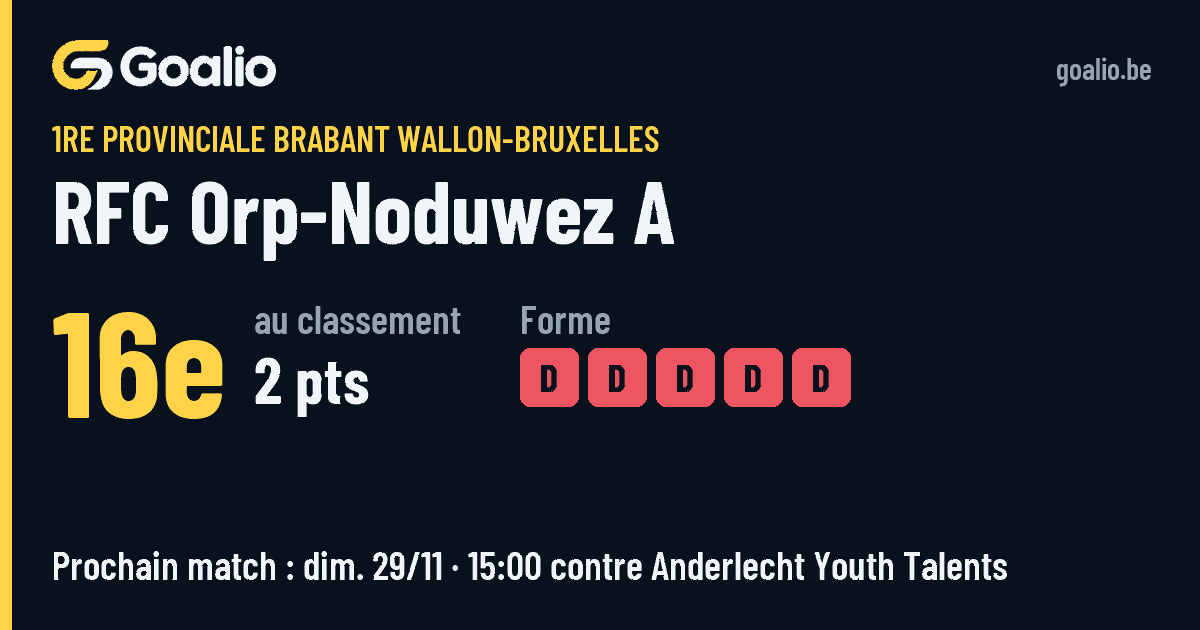 Goalio
goalio.be
1RE PROVINCIALE BRABANT WALLON-BRUXELLES
RFC Orp-Noduwez A
16e
au classement
2 pts
Forme
D D D D D
Prochain match : dim. 29/11 · 15:00 contre Anderlecht Youth Talents